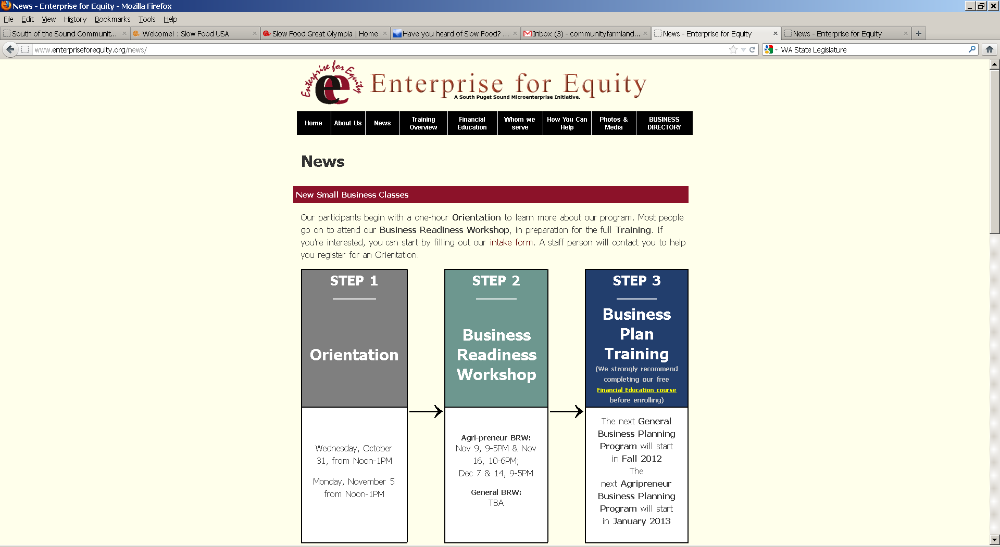 News - Enterprise for Equity - Mozilla Firefox
File Edit View History Bookmarks Tools Help
South of the Sound Communit... Welcome! : Slow Food USA Slow Food Great Olympia | Home Have you heard of Slow Food? ... Inbox (3) - communityfarmland... News - Enterprise for Equity News - Enterprise for Equity
www.enterpriseforequity.org/news/ WA State Legislature
Enterprise for Equity
e
Enterprise for Equity
A South Puget Sound Microenterprise Initiative.
Home About Us News Training Overview Financial Education Whom we serve How You Can Help Photos & Media BUSINESS DIRECTORY
News
New Small Business Classes
Our participants begin with a one-hour Orientation to learn more about our program. Most people
go on to attend our Business Readiness Workshop, in preparation for the full Training. If
you're interested, you can start by filling out our intake form. A staff person will contact you to help
you register for an Orientation.
STEP 1
Orientation
Wednesday, October
31, from Noon-1PM
Monday, November 5
from Noon-1PM
STEP 2
Business
Readiness
Workshop
Agri-preneur BRW:
Nov 9, 9-5PM & Nov
16, 10-6PM;
Dec 7 & 14, 9-5PM
General BRW:
TBA
STEP 3
Business
Plan
Training
(We strongly recommend
completing our free
Financial Education course
before enrolling)
The next General
Business Planning
Program will start
in Fall 2012
The
next Agripreneur
Business Planning
Program will start
in January 2013